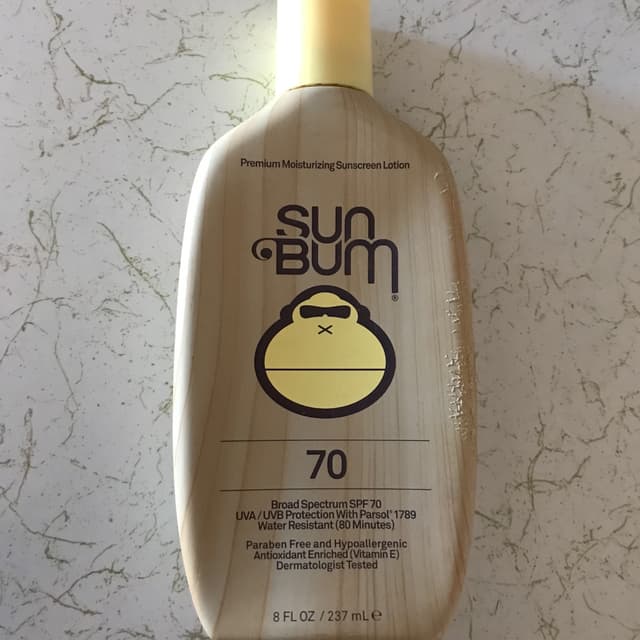 Premium Moisturizing Sunscreen Lotion
SUN
BUM®
70
Broad Spectrum SPF 70
UVA / UVB Protection With Parsol® 1789
Water Resistant (80 Minutes)
Paraben Free and Hypoallergenic
Antioxidant Enriched (Vitamin E)
Dermatologist Tested
8 FL OZ / 237 mL ℮